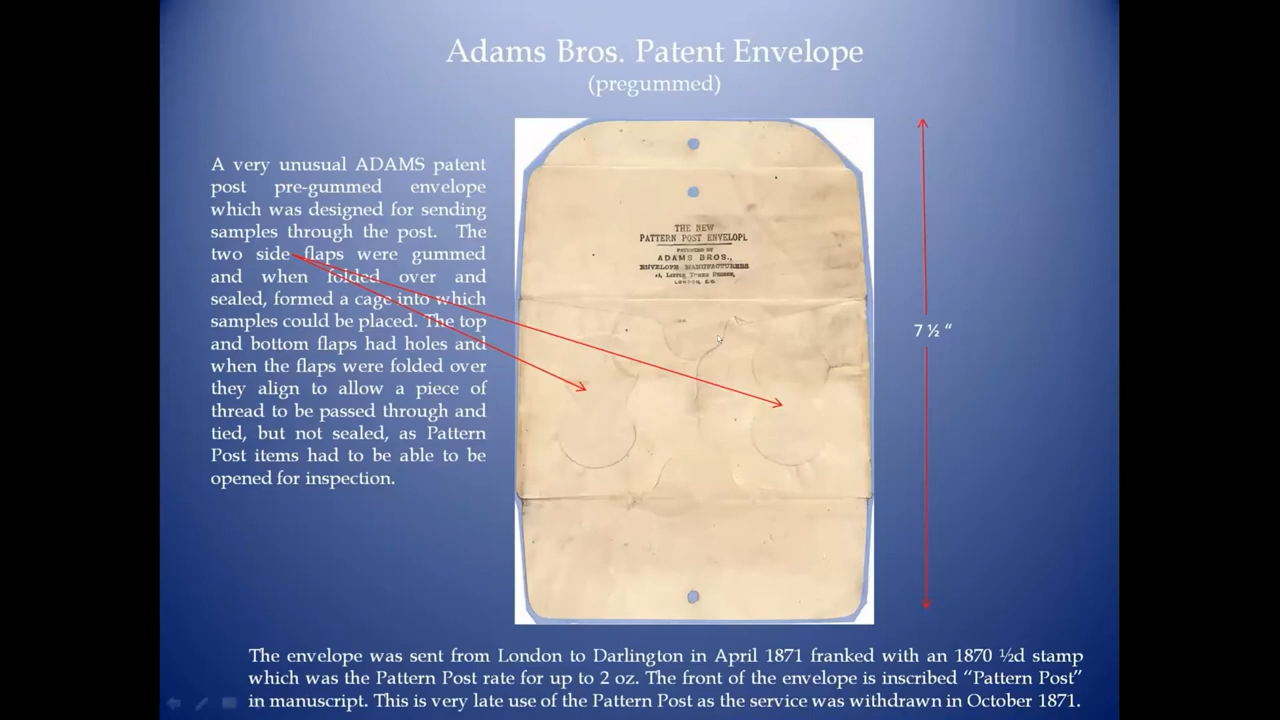 Adams Bros. Patent Envelope
(pregummed)
A very unusual ADAMS patent
post pre-gummed envelope
which was designed for sending
samples through the post. The
two side flaps were gummed
and when folded over and
sealed, formed a cage into which
samples could be placed. The top
and bottom flaps had holes and
when the flaps were folded over
they align to allow a piece of
thread to be passed through and
tied, but not sealed, as Pattern
Post items had to be able to be
opened for inspection.
THE NEW
PATTERN POST ENVELOPE
PATENTED BY
ADAMS BROS.,
ENVELOPE MANUFACTURERS
LONDON, E.C.
7 ½ “
The envelope was sent from London to Darlington in April 1871 franked with an 1870 ½d stamp
which was the Pattern Post rate for up to 2 oz. The front of the envelope is inscribed “Pattern Post”
in manuscript. This is very late use of the Pattern Post as the service was withdrawn in October 1871.